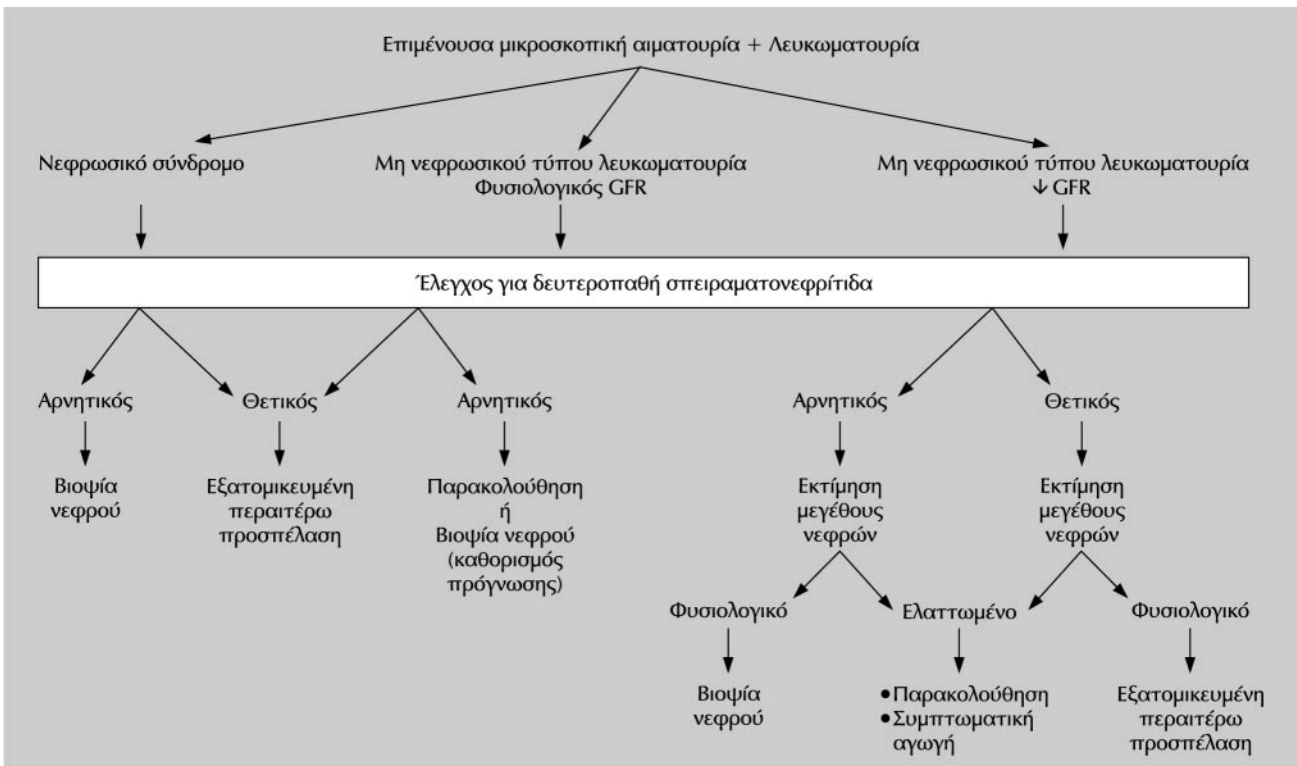 Επιμένουσα μικροσκοπική αιματουρία + Λευκωματουρία
Νεφρωσικό σύνδρομο
Μη νεφρωσικού τύπου λευκωματουρία
Φυσιολογικός GFR
Μη νεφρωσικού τύπου λευκωματουρία
↓ GFR
Έλεγχος για δευτεροπαθή σπειραματονεφρίτιδα
Αρνητικός
Θετικός
Αρνητικός
Αρνητικός
Θετικός
Βιοψία
νεφρού
Εξατομικευμένη
περαιτέρω
προσπέλαση
Παρακολούθηση
ή
Βιοψία νεφρού
(καθορισμός
πρόγνωσης)
Εκτίμηση
μεγέθους
νεφρών
Εκτίμηση
μεγέθους
νεφρών
Φυσιολογικό
Ελαττωμένο
Φυσιολογικό
Βιοψία
νεφρού
●Παρακολούθηση
●Συμπτωματική
αγωγή
Εξατομικευμένη
περαιτέρω
προσπέλαση